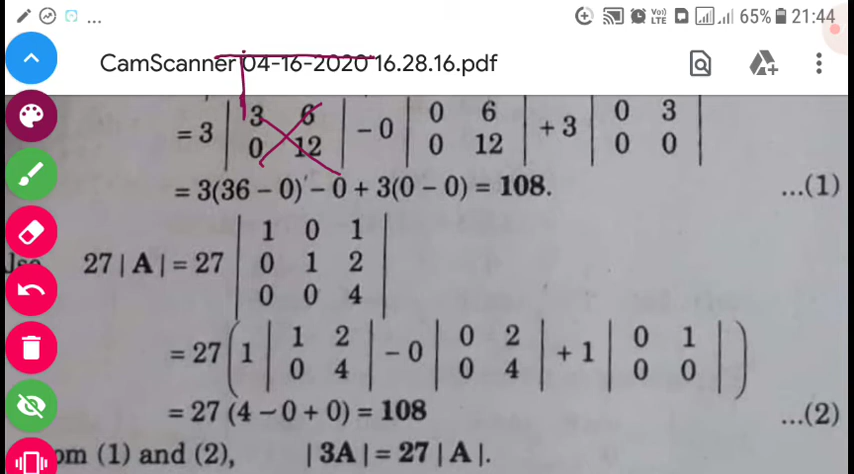 ... Vo) LTE 65% 21:44
CamScanner 04-16-2020 16.28.16.pdf
= 3 | 3 6 | – 0 | 0 6 | + 3 | 0 3 |
| 0 12 | | 0 12 | | 0 0 |
= 3(36 – 0) – 0 + 3(0 – 0) = 108. ...(1)
27 | A | = 27 | 1 0 1 |
| 0 1 2 |
| 0 0 4 |
= 27 ( 1 | 1 2 | – 0 | 0 2 | + 1 | 0 1 | )
| 0 4 | | 0 4 | | 0 0 |
= 27 (4 – 0 + 0) = 108 ...(2)
om (1) and (2), | 3A | = 27 | A |.